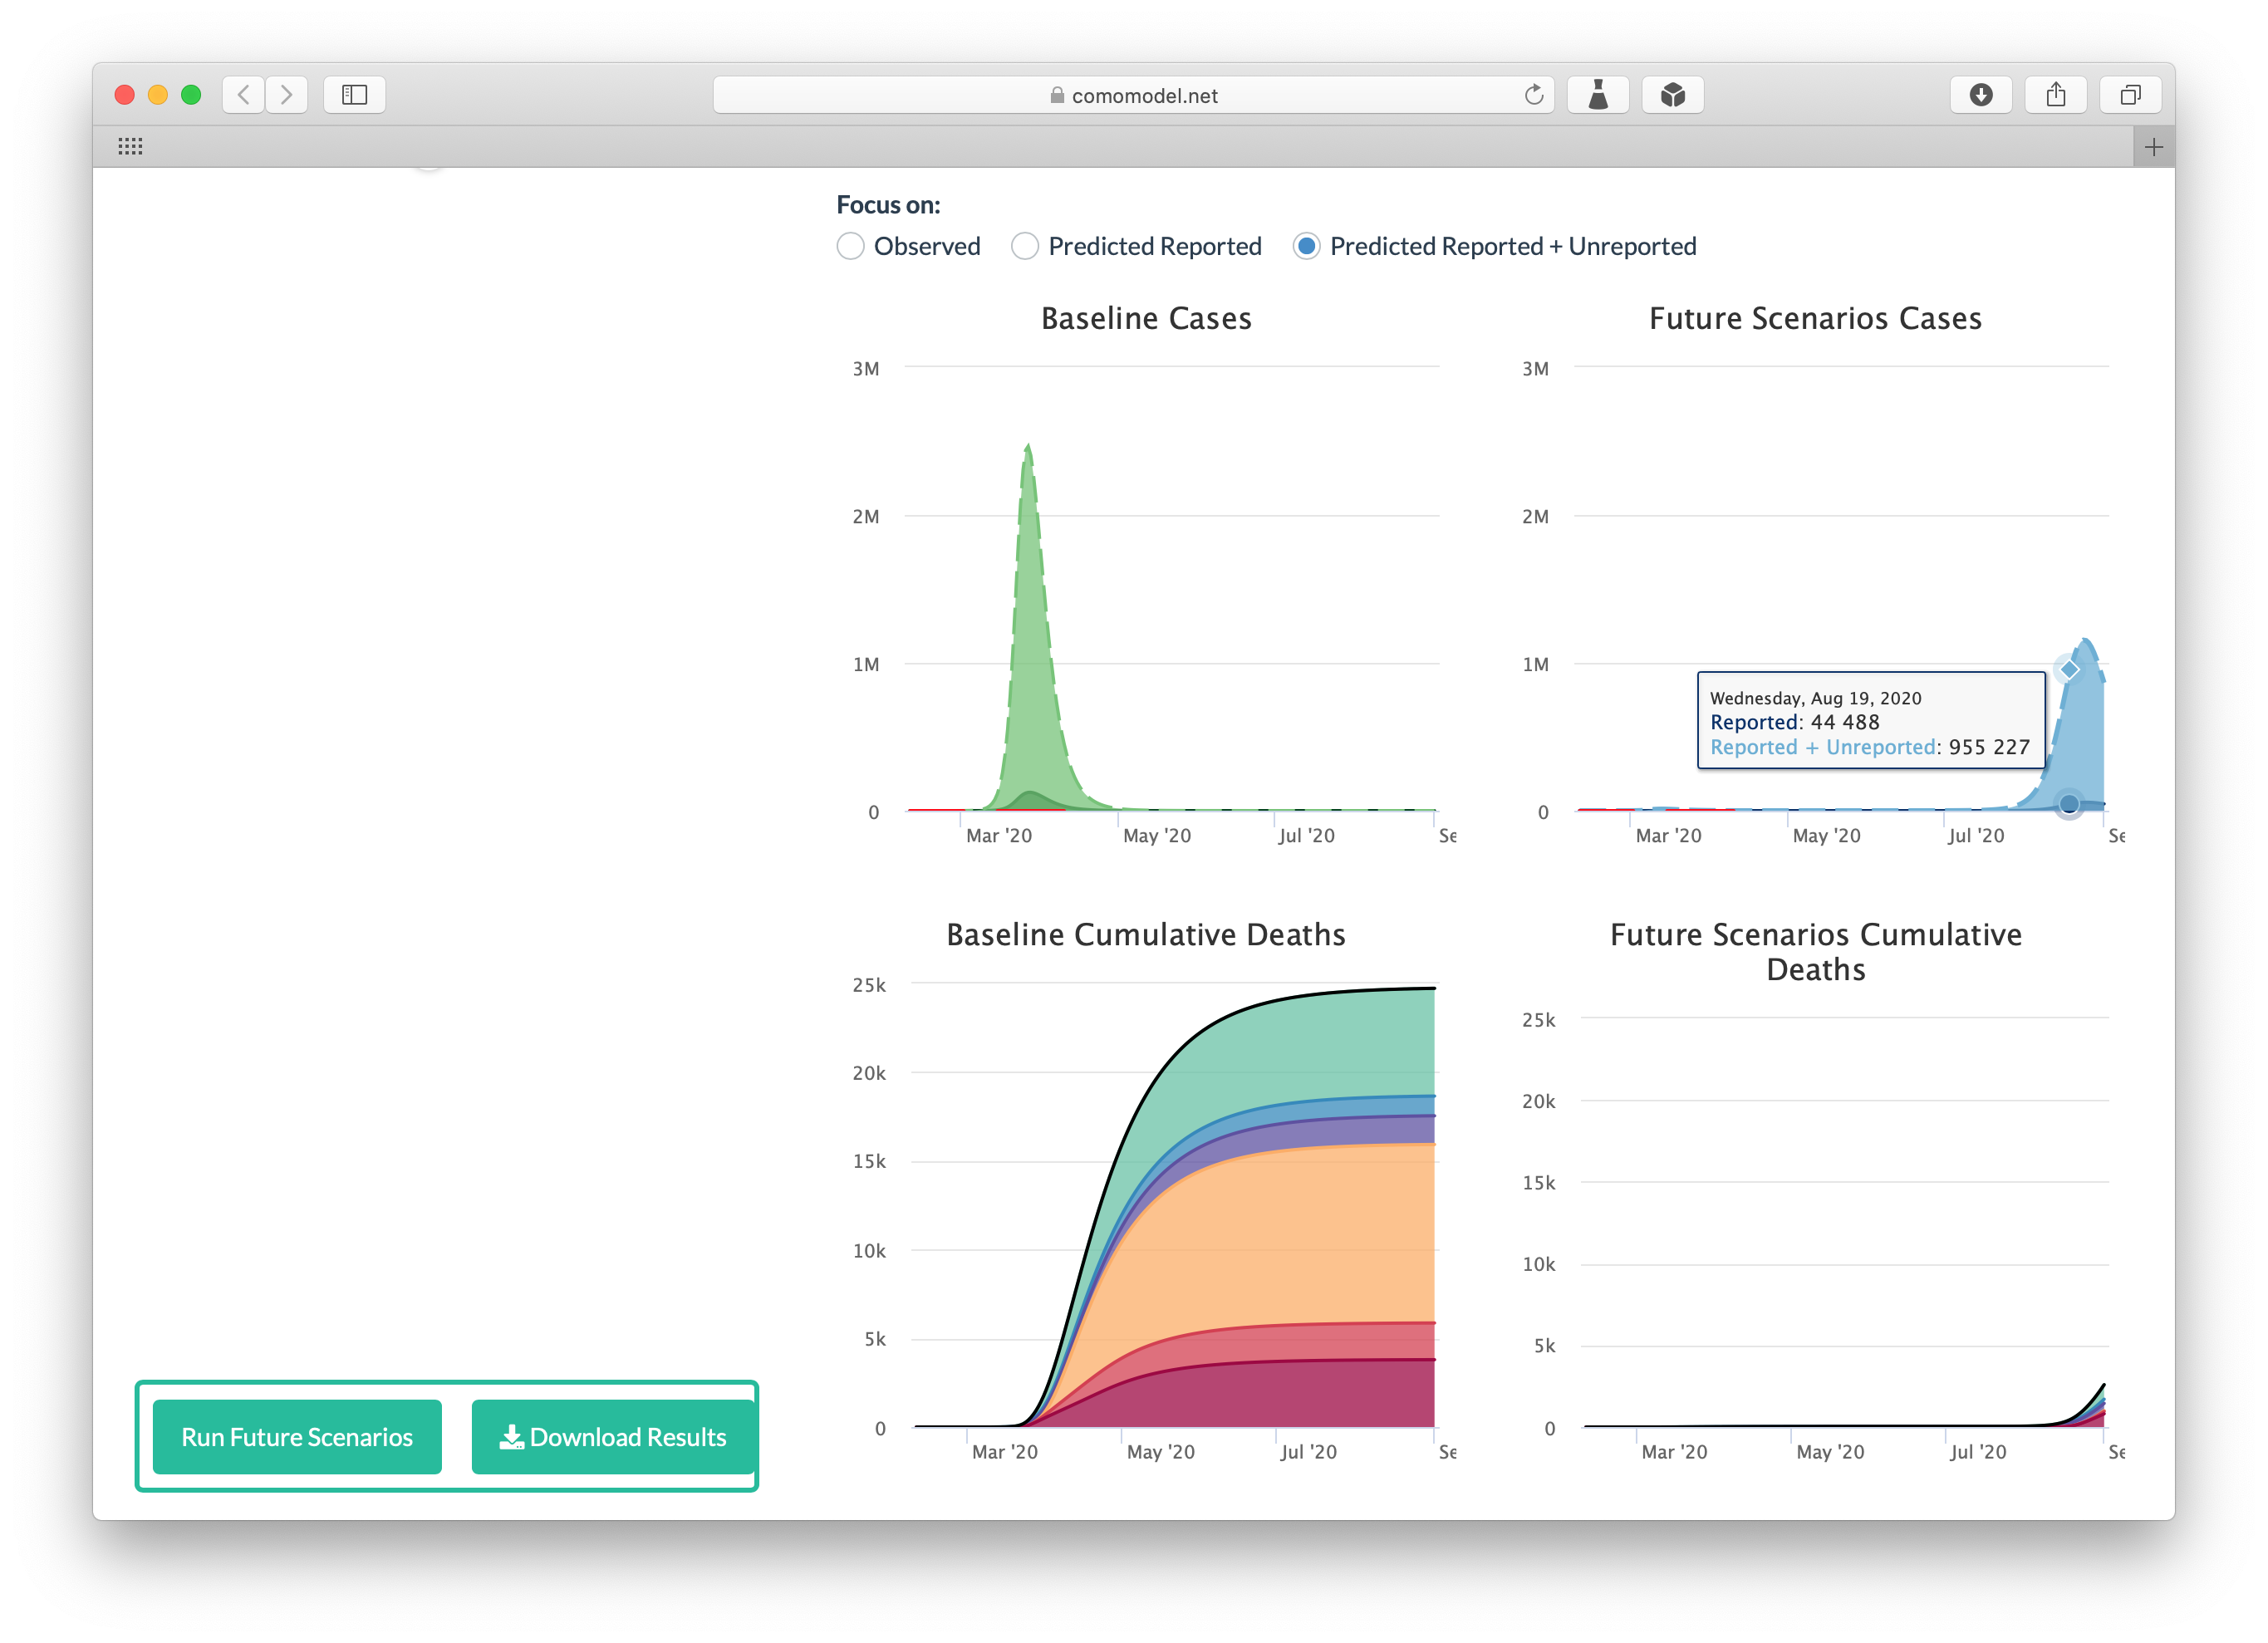 comomodel.net
Focus on:
Observed Predicted Reported Predicted Reported + Unreported
Baseline Cases
3M
2M
1M
0
Mar '20 May '20 Jul '20 Se
Future Scenarios Cases
3M
2M
1M
0
Wednesday, Aug 19, 2020
Reported: 44 488
Reported + Unreported: 955 227
Mar '20 May '20 Jul '20 Se
Baseline Cumulative Deaths
25k
20k
15k
10k
5k
0
Mar '20 May '20 Jul '20 Se
Future Scenarios Cumulative
Deaths
25k
20k
15k
10k
5k
0
Mar '20 May '20 Jul '20 Se
Run Future Scenarios Download Results